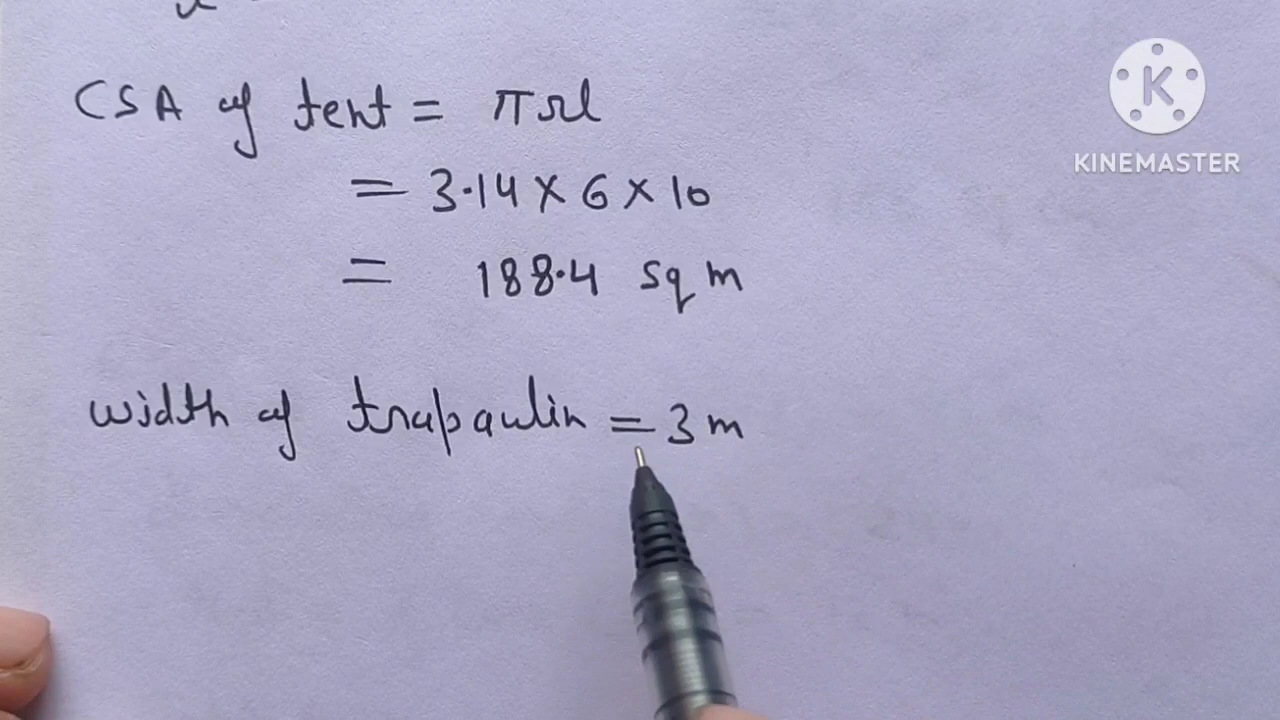 CSA of tent = πrl
= 3.14 × 6 × 10
= 188.4 sq m
width of trapaulin = 3 m
K
KINEMASTER